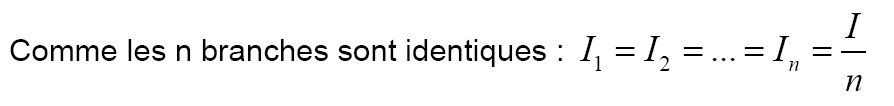 Comme les n branches sont identiques : I₁ = I₂ = ... = Iₙ = I/n